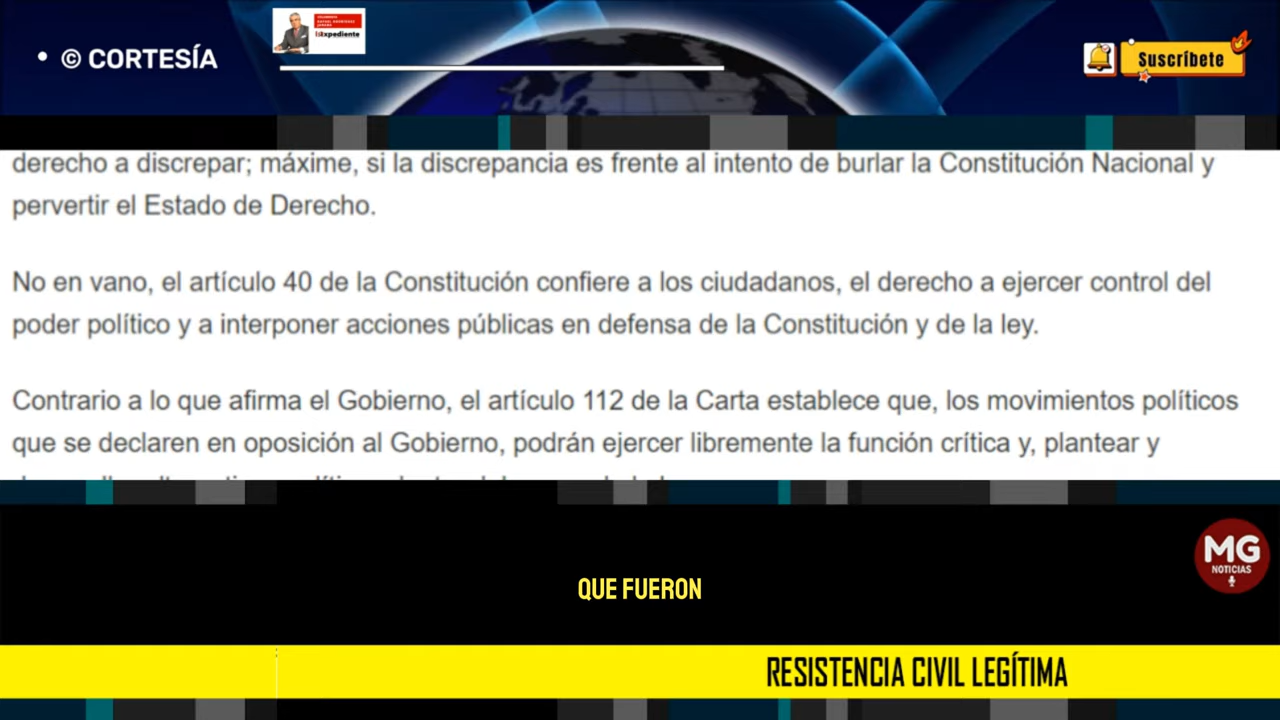 • © CORTESÍA
Expediente
Suscríbete
derecho a discrepar; máxime, si la discrepancia es frente al intento de burlar la Constitución Nacional y
pervertir el Estado de Derecho.
No en vano, el artículo 40 de la Constitución confiere a los ciudadanos, el derecho a ejercer control del
poder político y a interponer acciones públicas en defensa de la Constitución y de la ley.
Contrario a lo que afirma el Gobierno, el artículo 112 de la Carta establece que, los movimientos políticos
que se declaren en oposición al Gobierno, podrán ejercer libremente la función crítica y, plantear y
MG
NOTICIAS
QUE FUERON
RESISTENCIA CIVIL LEGÍTIMA